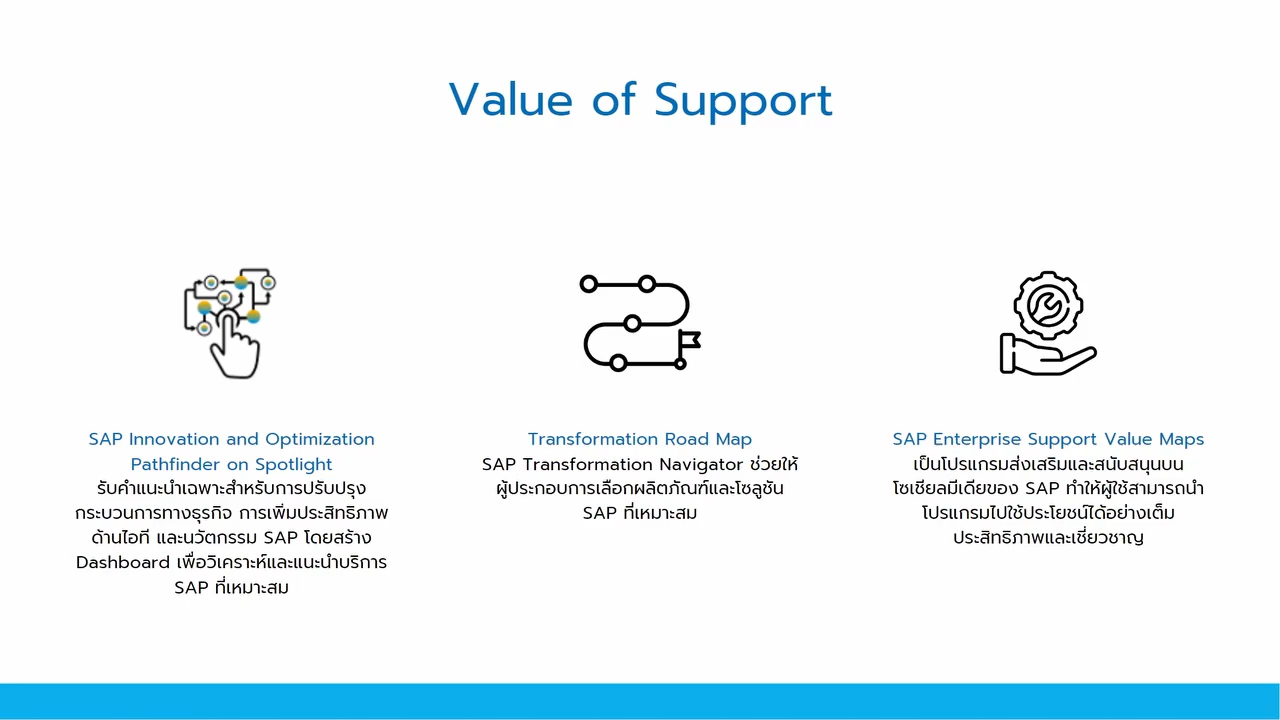 Value of Support
SAP Innovation and Optimization
Pathfinder on Spotlight
รับคำแนะนำเฉพาะสำหรับการปรับปรุง
กระบวนการทางธุรกิจ การเพิ่มประสิทธิภาพ
ด้านไอที และนวัตกรรม SAP โดยสร้าง
Dashboard เพื่อวิเคราะห์และแนะนำบริการ
SAP ที่เหมาะสม
Transformation Road Map
SAP Transformation Navigator ช่วยให้
ผู้ประกอบการเลือกผลิตภัณฑ์และโซลูชัน
SAP ที่เหมาะสม
SAP Enterprise Support Value Maps
เป็นโปรแกรมส่งเสริมและสนับสนุนบน
โซเชียลมีเดียของ SAP ทำให้ผู้ใช้สามารถนำ
โปรแกรมไปใช้ประโยชน์ได้อย่างเต็ม
ประสิทธิภาพและเชี่ยวชาญ